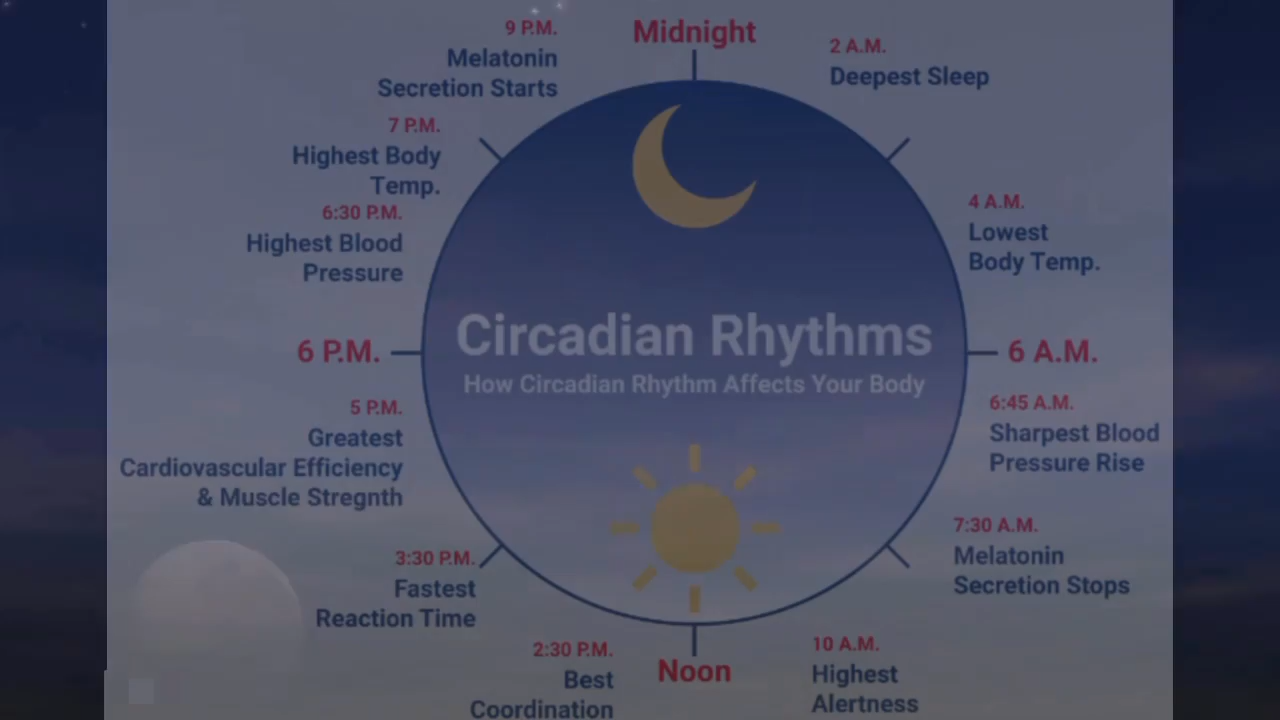 Midnight
2 A.M.
Deepest Sleep
4 A.M.
Lowest
Body Temp.
6 A.M.
6:45 A.M.
Sharpest Blood
Pressure Rise
7:30 A.M.
Melatonin
Secretion Stops
10 A.M.
Highest
Alertness
Noon
2:30 P.M.
Best
Coordination
3:30 P.M.
Fastest
Reaction Time
5 P.M.
Greatest
Cardiovascular Efficiency
& Muscle Stregnth
6 P.M.
6:30 P.M.
Highest Blood
Pressure
7 P.M.
Highest Body
Temp.
9 P.M.
Melatonin
Secretion Starts
Circadian Rhythms
How Circadian Rhythm Affects Your Body